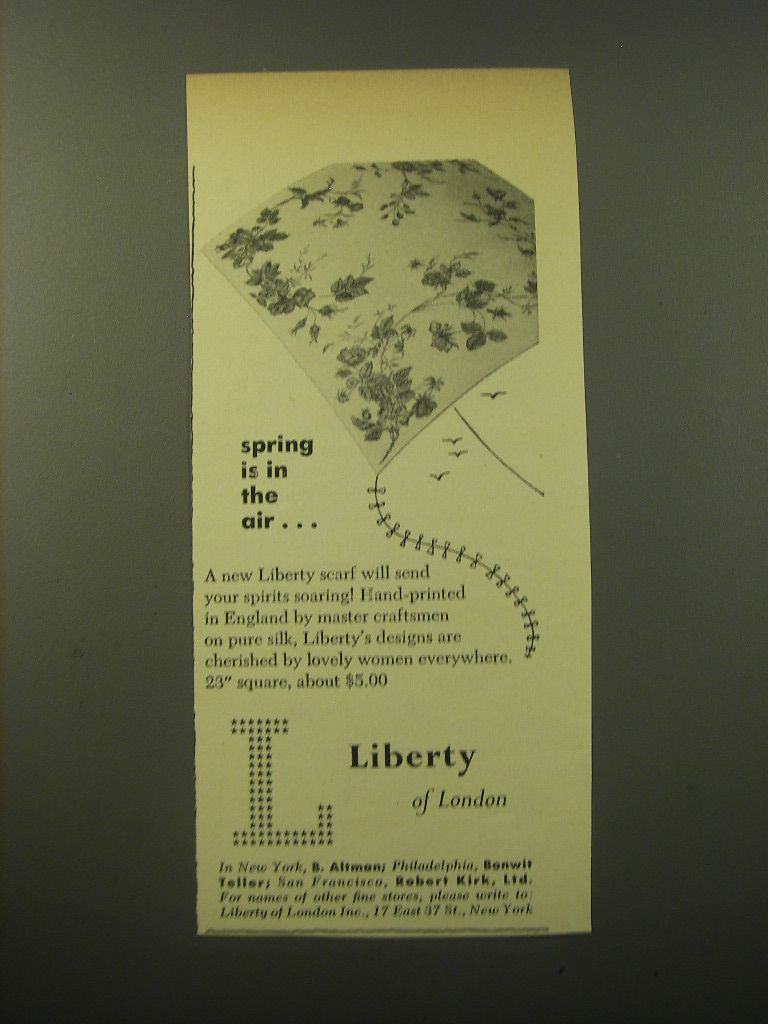 spring
is in
the
air . . .
A new Liberty scarf will send
your spirits soaring! Hand-printed
in England by master craftsmen
on pure silk, Liberty's designs are
cherished by lovely women everywhere.
23" square, about $5.00
L
Liberty
of London
In New York, B. Altman; Philadelphia, Bonwit
Teller; San Francisco, Robert Kirk, Ltd.
For names of other fine stores, please write to
Liberty of London Inc., 17 East 37 St., New York